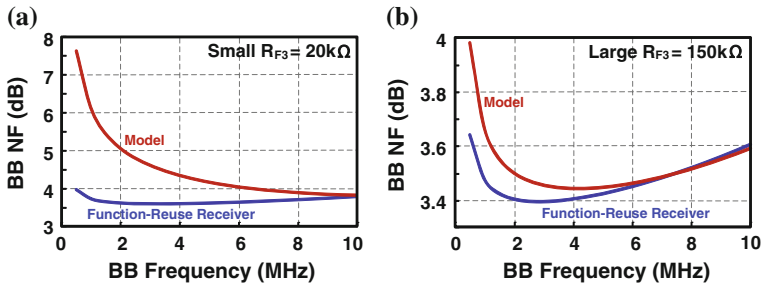 (a)
Small RF3 = 20kΩ
BB NF (dB)
8
7
6
5
4
3
Model
Function-Reuse Receiver
0 2 4 6 8 10
BB Frequency (MHz)
(b)
Large RF3 = 150kΩ
BB NF (dB)
4
3.8
3.6
3.4
Model
Function-Reuse Receiver
0 2 4 6 8 10
BB Frequency (MHz)